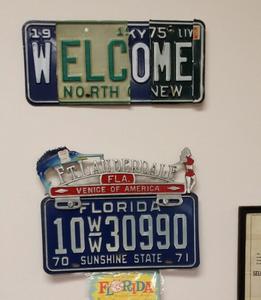 19 KY 75 LIV
WELCOME
NORTH NEW
FT. LAUDERDALE
FLA.
VENICE OF AMERICA
FLORIDA
10 W/W 30990
70 SUNSHINE STATE 71
FLORIDA